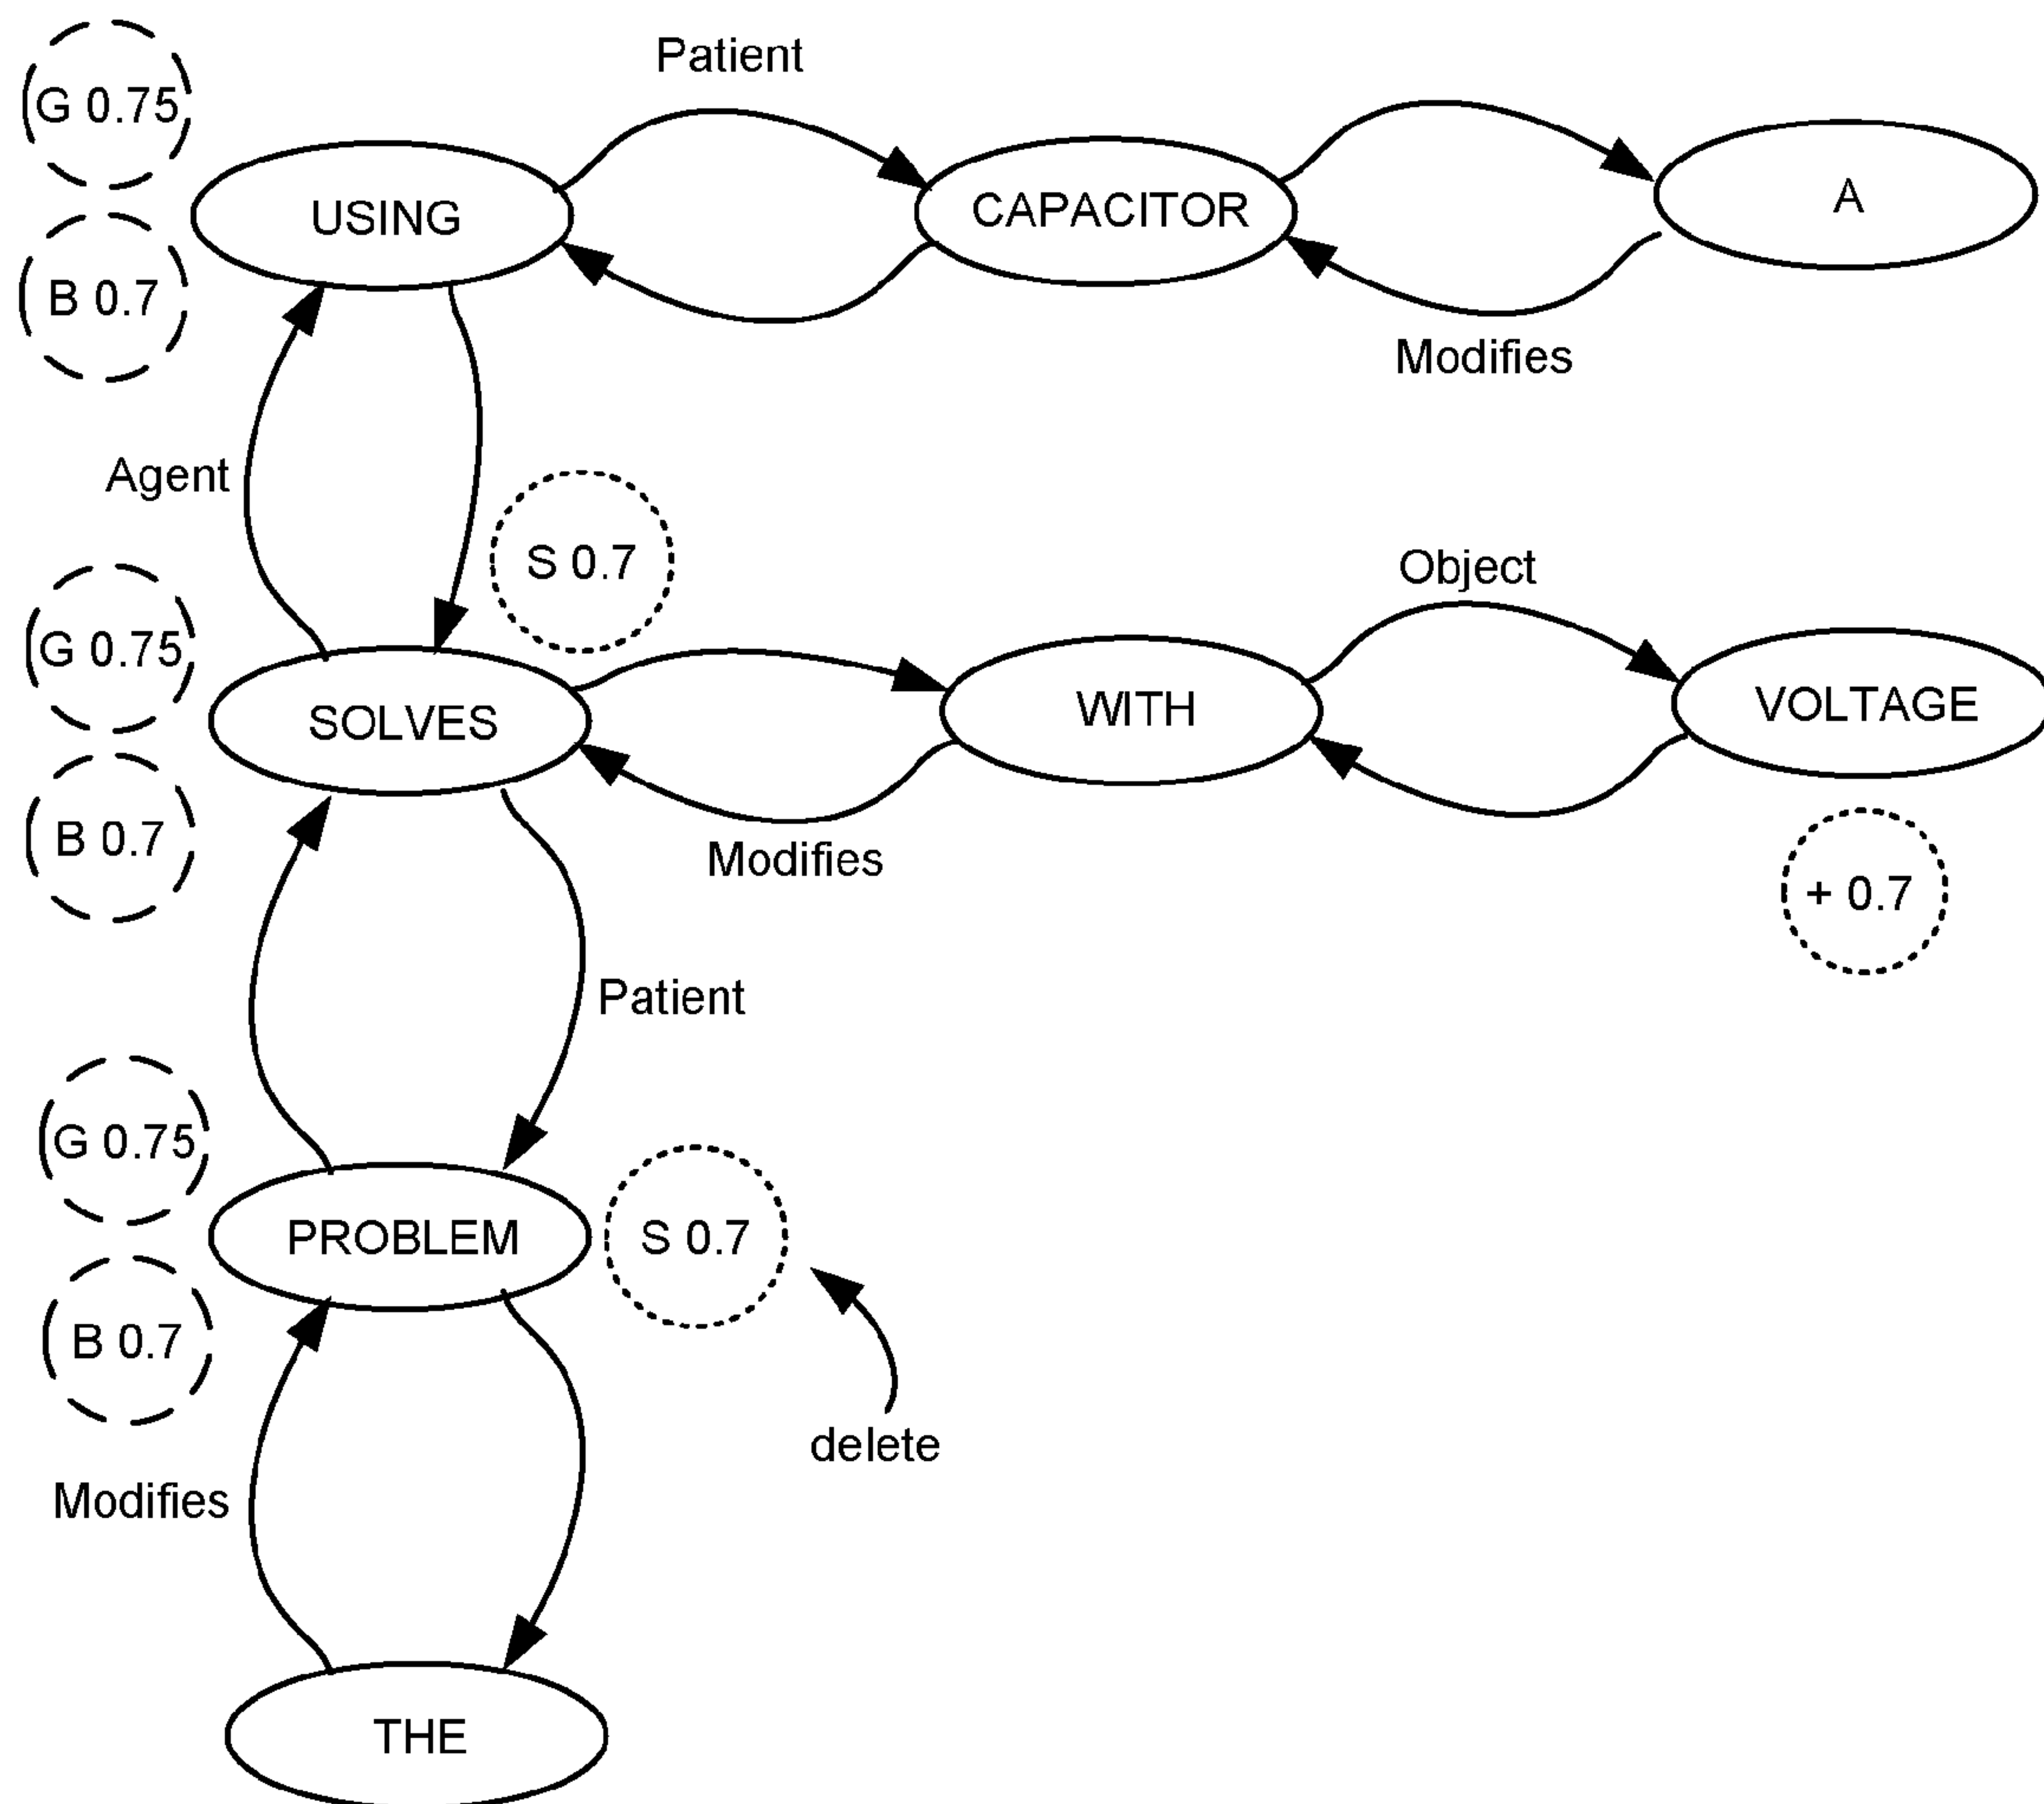 Patient
G 0.75
USING
CAPACITOR
A
B 0.7
Modifies
Agent
S 0.7
Object
G 0.75
SOLVES
WITH
VOLTAGE
B 0.7
Modifies
+ 0.7
Patient
G 0.75
PROBLEM
S 0.7
B 0.7
delete
Modifies
THE